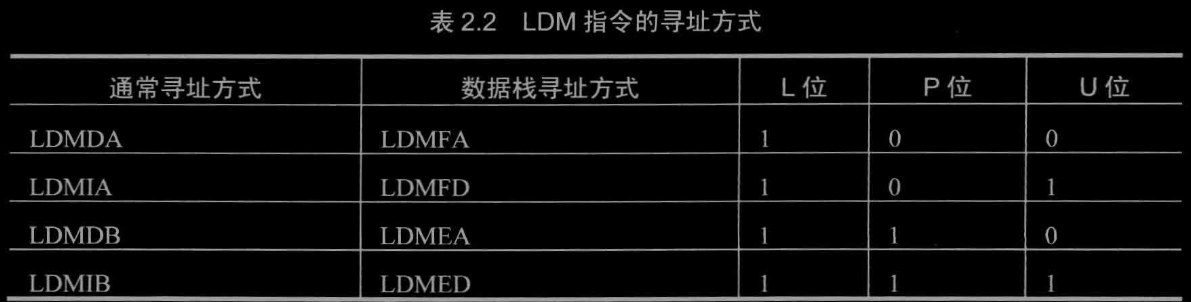 表 2.2 LDM 指令的寻址方式
通常寻址方式 数据栈寻址方式 L 位 P 位 U 位
LDMDA LDMFA 1 0 0
LDMIA LDMFD 1 0 1
LDMDB LDMEA 1 1 0
LDMIB LDMED 1 1 1